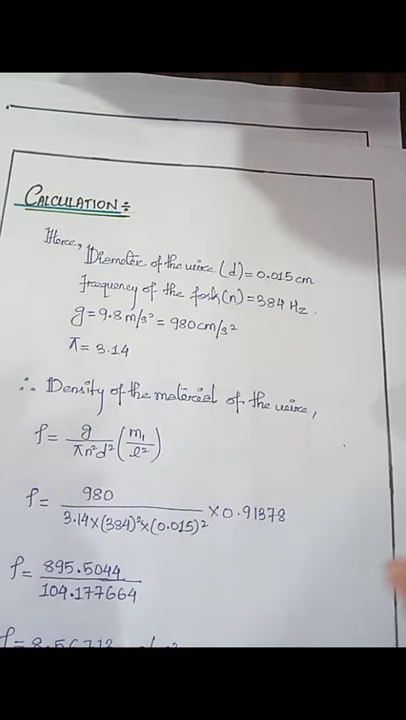 CALCULATION÷
Here,
Diameter of the wire (d) = 0.015 cm
Frequency of the fork (n) = 384 Hz.
g = 9.8 m/s² = 980 cm/s²
π = 3.14
∴ Density of the material of the wire,
ρ = g/πn²d² (m₁/l²)
ρ = 980/3.14×(384)²×(0.015)² × 0.91378
ρ = 895.5044/104.177664